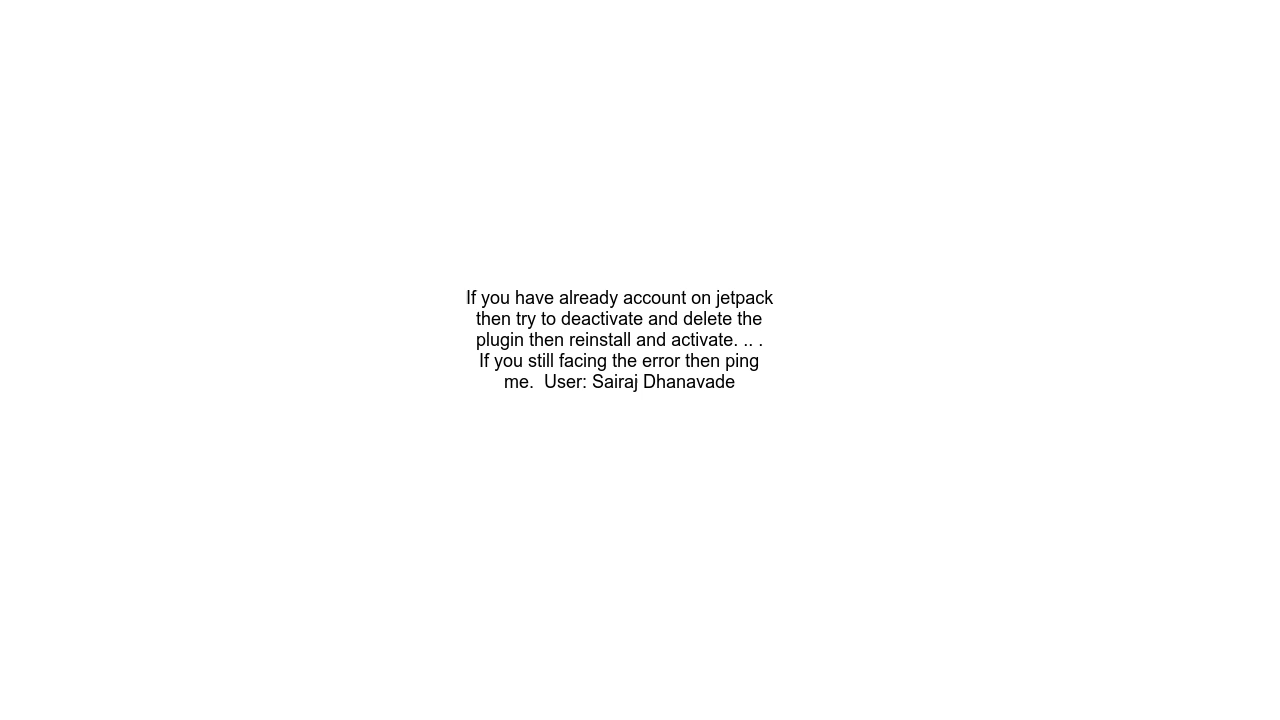 If you have already account on jetpack
then try to deactivate and delete the
plugin then reinstall and activate. .. .
If you still facing the error then ping
me.  User: Sairaj Dhanavade